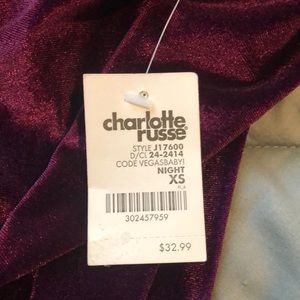 charlotte
russe
STYLE J17600
D/CL 24-2414
CODE VEGASBABY!
NIGHT
XS
302457959
$32.99